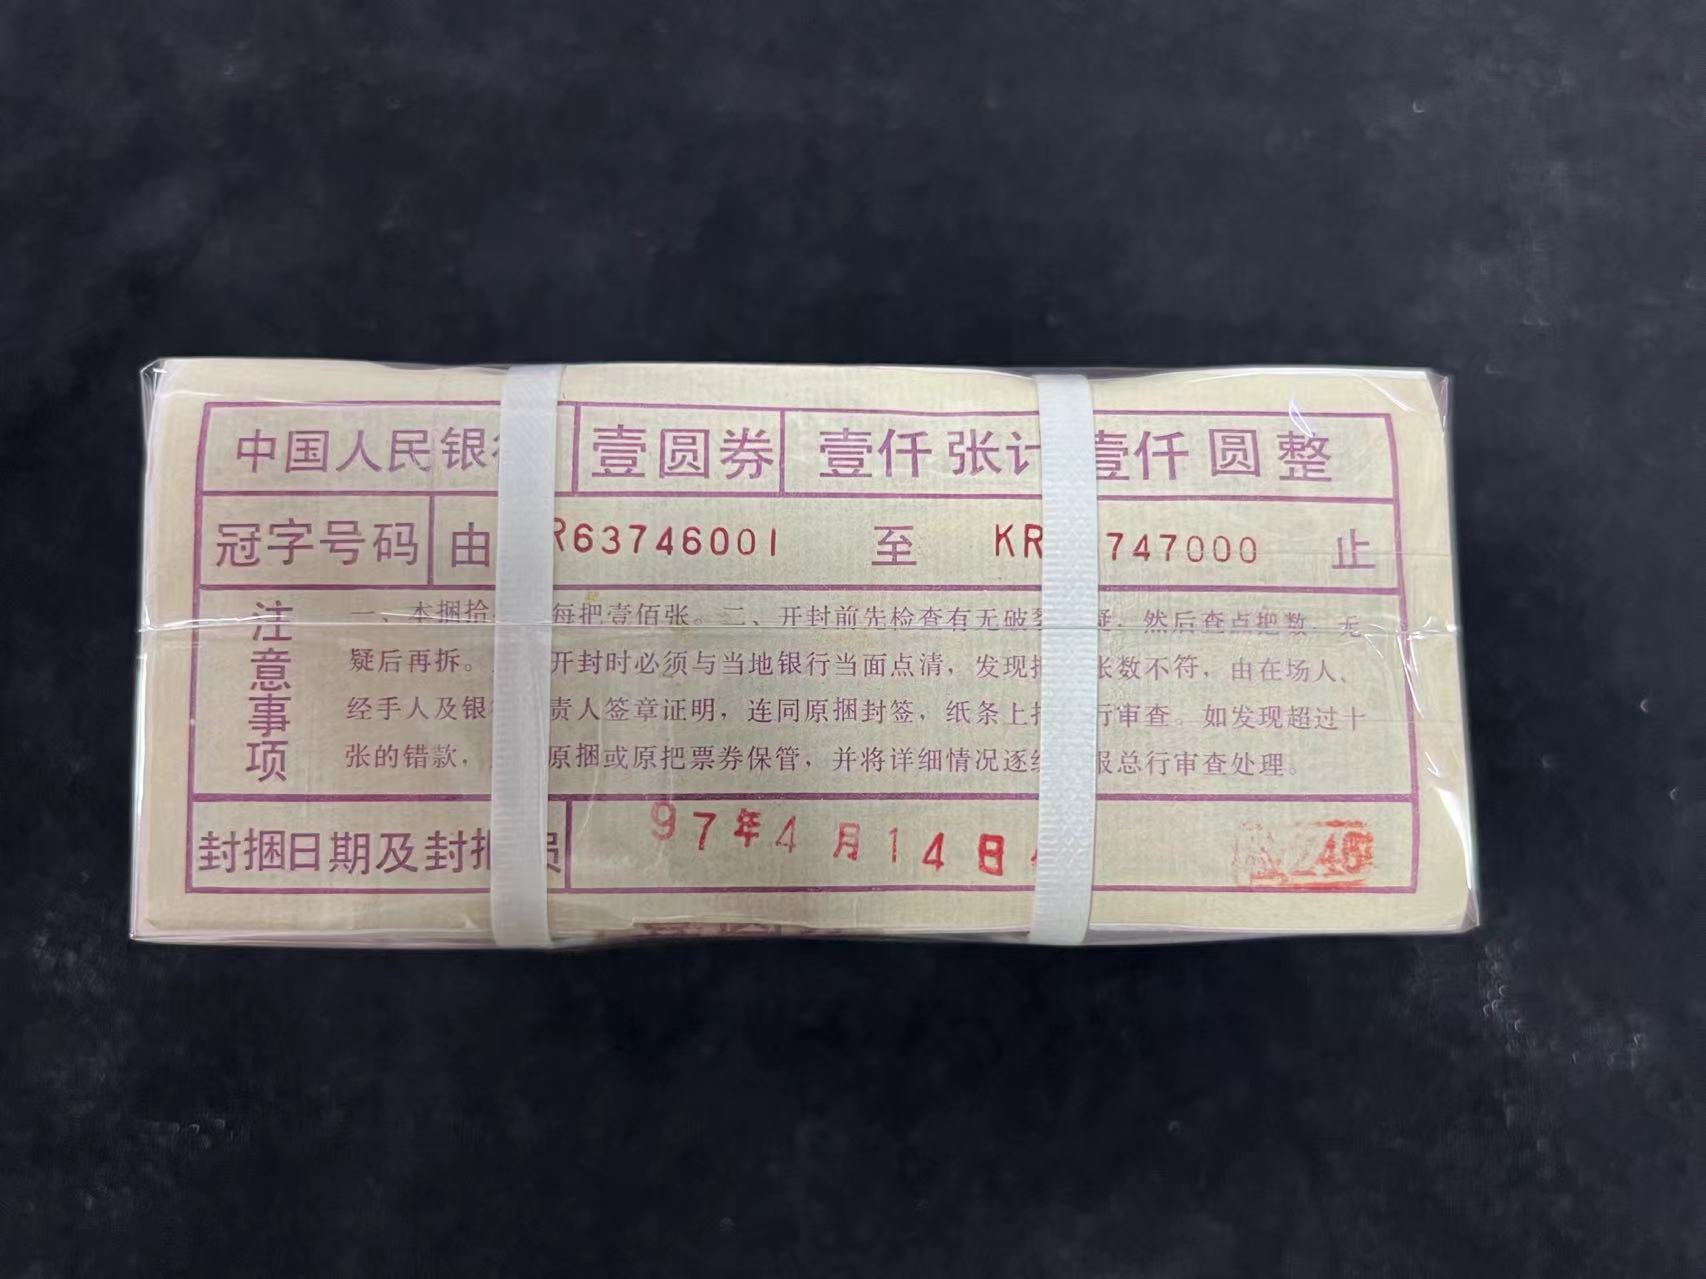 中国人民银 壹圆券 壹仟张计壹仟圆整
冠字号码 由 R63746001 至 KR 747000 止
注意事项
一、本捆拾 每把壹佰张。二、开封前先检查有无破 疑，然后查点把数，无
疑后再拆。 开封时必须与当地银行当面点清，发现 张数不符，由在场人、
经手人及银 责人签章证明，连同原捆封签，纸条上 行审查。如发现超过十
张的错款， 原捆或原把票券保管，并将详细情况逐 报总行审查处理。
封捆日期及封 员 97年4月14日